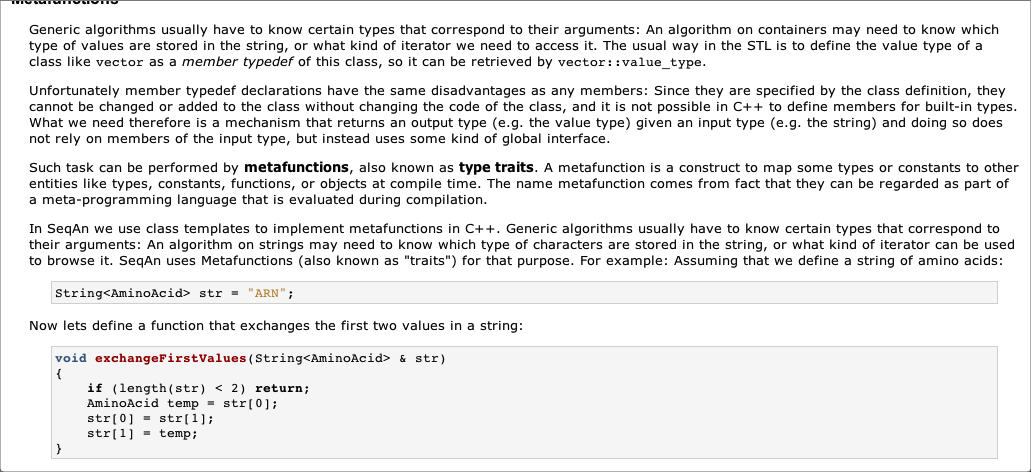 Metafunctions
Generic algorithms usually have to know certain types that correspond to their arguments: An algorithm on containers may need to know which
type of values are stored in the string, or what kind of iterator we need to access it. The usual way in the STL is to define the value type of a
class like vector as a member typedef of this class, so it can be retrieved by vector::value_type.
Unfortunately member typedef declarations have the same disadvantages as any members: Since they are specified by the class definition, they
cannot be changed or added to the class without changing the code of the class, and it is not possible in C++ to define members for built-in types.
What we need therefore is a mechanism that returns an output type (e.g. the value type) given an input type (e.g. the string) and doing so does
not rely on members of the input type, but instead uses some kind of global interface.
Such task can be performed by metafunctions, also known as type traits. A metafunction is a construct to map some types or constants to other
entities like types, constants, functions, or objects at compile time. The name metafunction comes from fact that they can be regarded as part of
a meta-programming language that is evaluated during compilation.
In SeqAn we use class templates to implement metafunctions in C++. Generic algorithms usually have to know certain types that correspond to
their arguments: An algorithm on strings may need to know which type of characters are stored in the string, or what kind of iterator can be used
to browse it. SeqAn uses Metafunctions (also known as "traits") for that purpose. For example: Assuming that we define a string of amino acids:
String<AminoAcid> str = "ARN";
Now lets define a function that exchanges the first two values in a string:
void exchangeFirstValues(String<AminoAcid> & str)
{
    if (length(str) < 2) return;
    AminoAcid temp = str[0];
    str[0] = str[1];
    str[1] = temp;
}